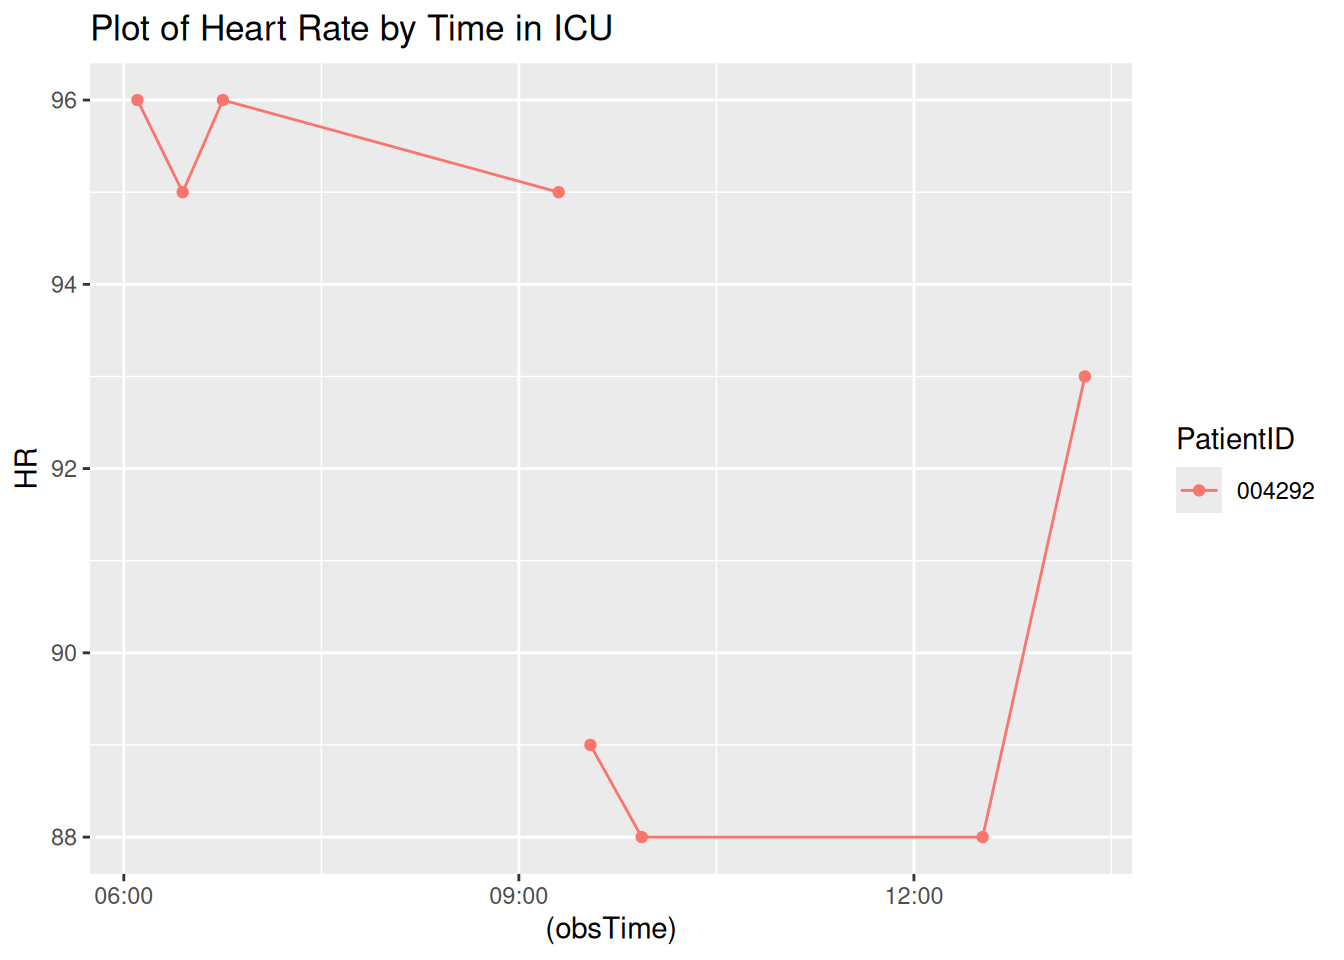 Plot of Heart Rate by Time in ICU
96
94
92
90
88
HR
06:00
09:00
12:00
(obsTime)
PatientID
004292